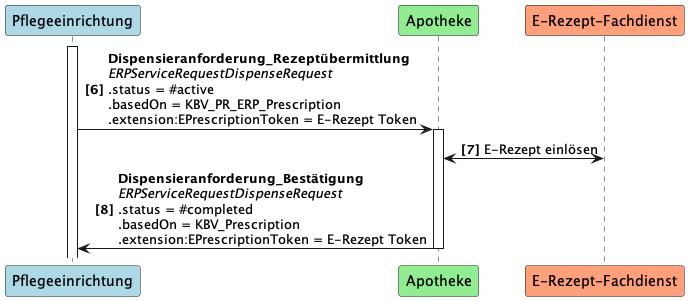 Pflegeeinrichtung
Apotheke
E-Rezept-Fachdienst
Dispensieranforderung_Rezeptübermittlung
ERPServiceRequestDispenseRequest
[6] .status = #active
.basedOn = KBV_PR_ERP_Prescription
.extension:EPrescriptionToken = E-Rezept Token
[7] E-Rezept einlösen
Dispensieranforderung_Bestätigung
ERPServiceRequestDispenseRequest
[8] .status = #completed
.basedOn = KBV_Prescription
.extension:EPrescriptionToken = E-Rezept Token
Pflegeeinrichtung
Apotheke
E-Rezept-Fachdienst